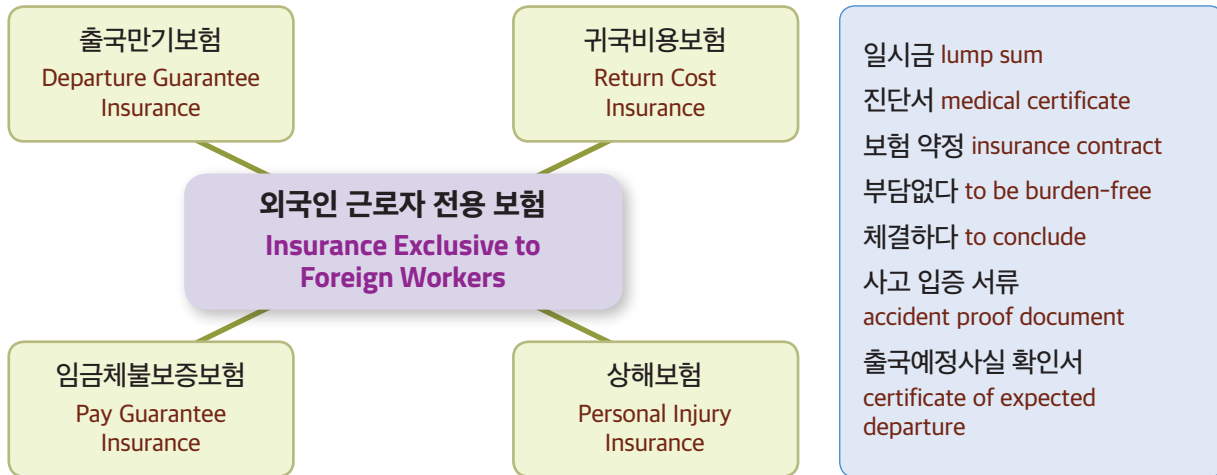 출국만기보험
Departure Guarantee
Insurance
귀국비용보험
Return Cost
Insurance
외국인 근로자 전용 보험
Insurance Exclusive to
Foreign Workers
임금체불보증보험
Pay Guarantee
Insurance
상해보험
Personal Injury
Insurance
일시금 lump sum
진단서 medical certificate
보험 약정 insurance contract
부담없다 to be burden-free
체결하다 to conclude
사고 입증 서류
accident proof document
출국예정사실 확인서
certificate of expected
departure